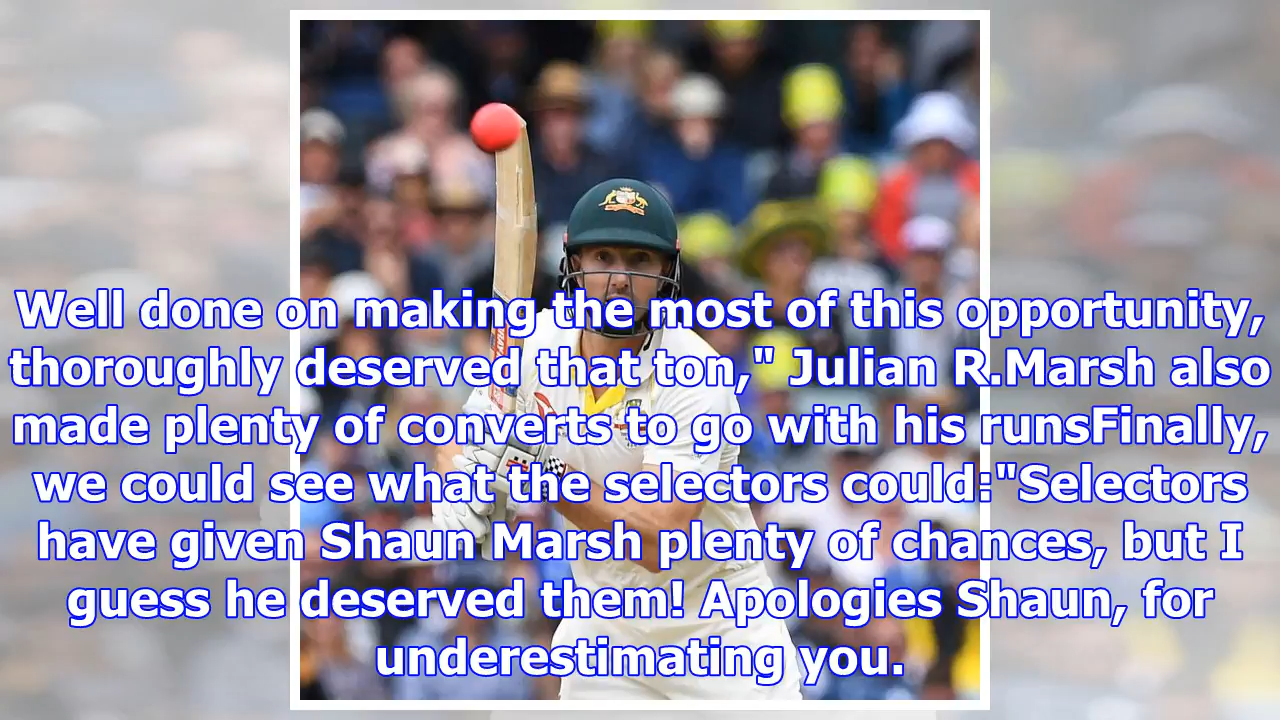 Well done on making the most of this opportunity,
thoroughly deserved that ton," Julian R.Marsh also
made plenty of converts to go with his runsFinally,
we could see what the selectors could:"Selectors
have given Shaun Marsh plenty of chances, but I
guess he deserved them! Apologies Shaun, for
underestimating you.